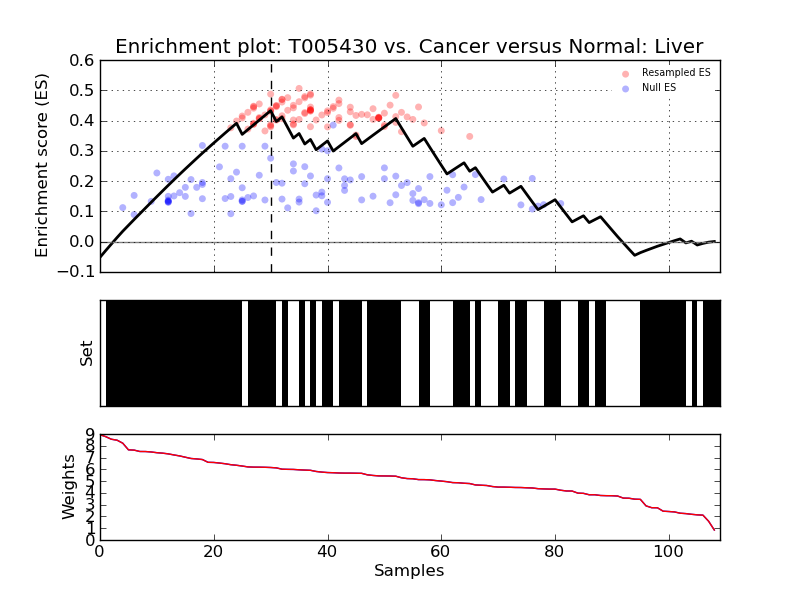 Enrichment plot: T005430 vs. Cancer versus Normal: Liver
Enrichment score (ES)
0.6
0.5
0.4
0.3
0.2
0.1
0.0
−0.1
Resampled ES
Null ES
Set
Weights
9
8
7
6
5
4
3
2
1
0
0 20 40 60 80 100
Samples